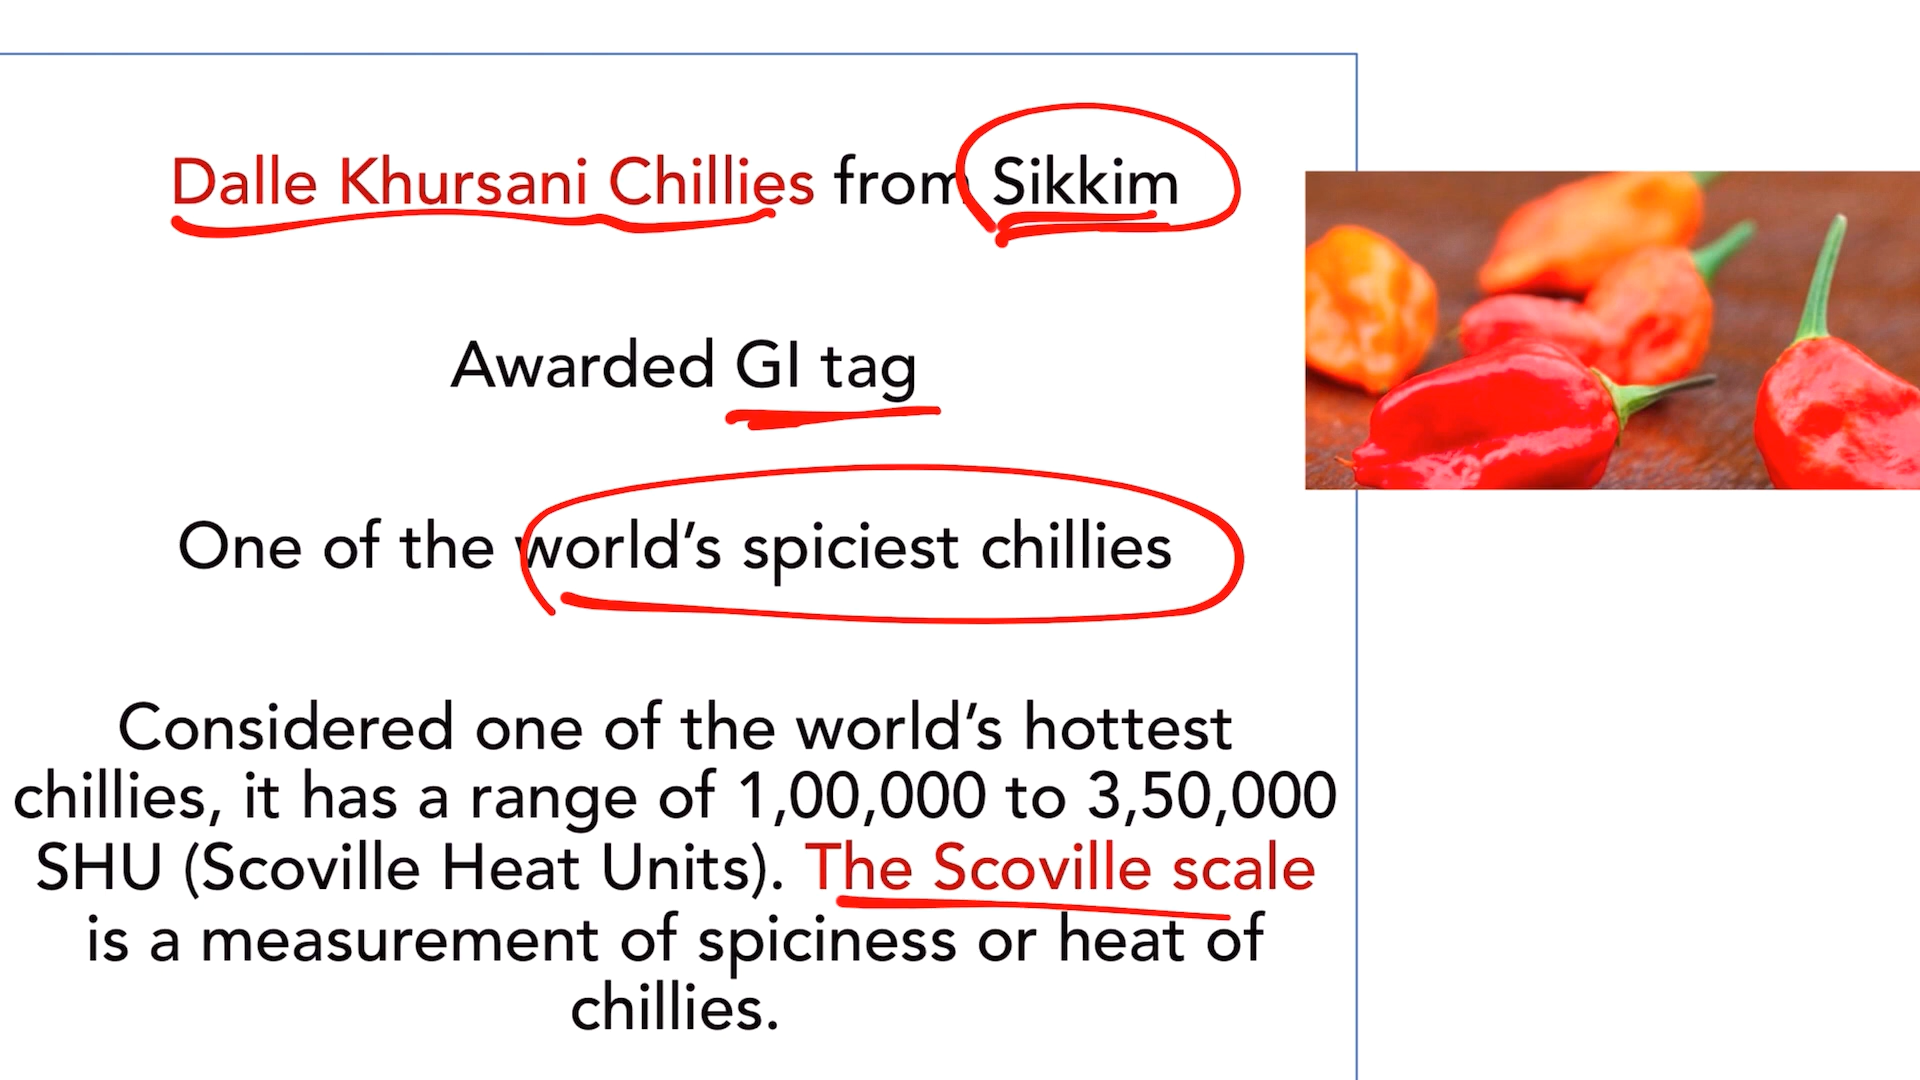 Dalle Khursani Chillies from Sikkim
Awarded GI tag
One of the world’s spiciest chillies
Considered one of the world’s hottest
chillies, it has a range of 1,00,000 to 3,50,000
SHU (Scoville Heat Units). The Scoville scale
is a measurement of spiciness or heat of
chillies.